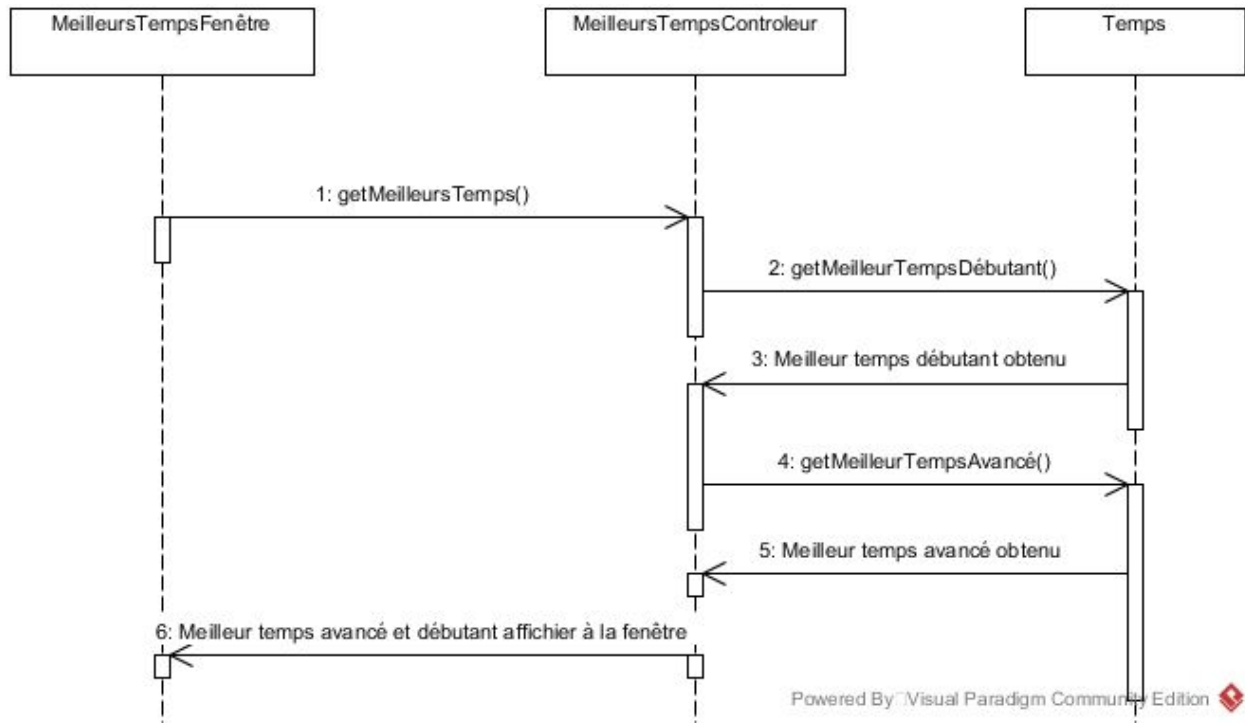 MeilleursTempsFenêtre
MeilleursTempsControleur
Temps
1: getMeilleursTemps()
2: getMeilleurTempsDébutant()
3: Meilleur temps débutant obtenu
4: getMeilleurTempsAvancé()
5: Meilleur temps avancé obtenu
6: Meilleur temps avancé et débutant affichier à la fenêtre
Powered By Visual Paradigm Community Edition